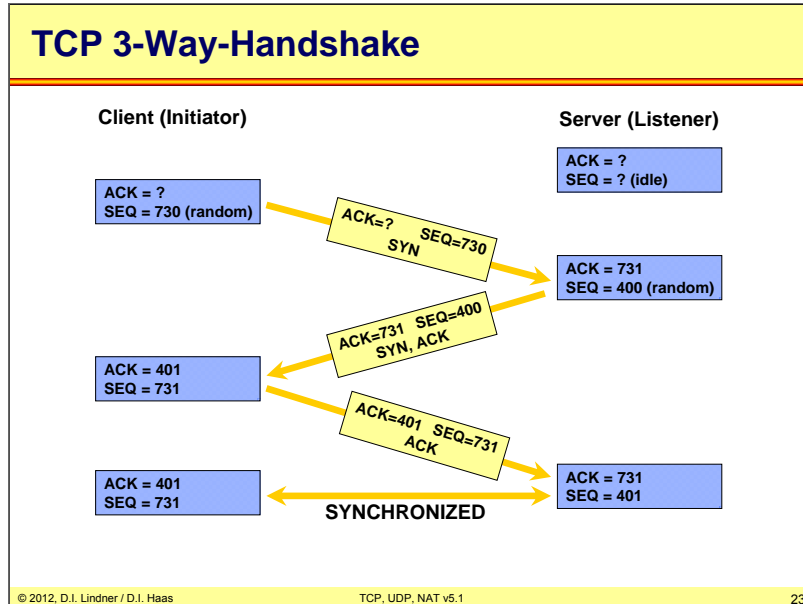 TCP 3-Way-Handshake
Client (Initiator)
Server (Listener)
ACK = ?
SEQ = ? (idle)
ACK = ?
SEQ = 730 (random)
ACK=? SEQ=730
SYN
ACK = 731
SEQ = 400 (random)
ACK=731 SEQ=400
SYN, ACK
ACK = 401
SEQ = 731
ACK=401 SEQ=731
ACK
ACK = 401
SEQ = 731
ACK = 731
SEQ = 401
SYNCHRONIZED
© 2012, D.I. Lindner / D.I. Haas
TCP, UDP, NAT v5.1
23